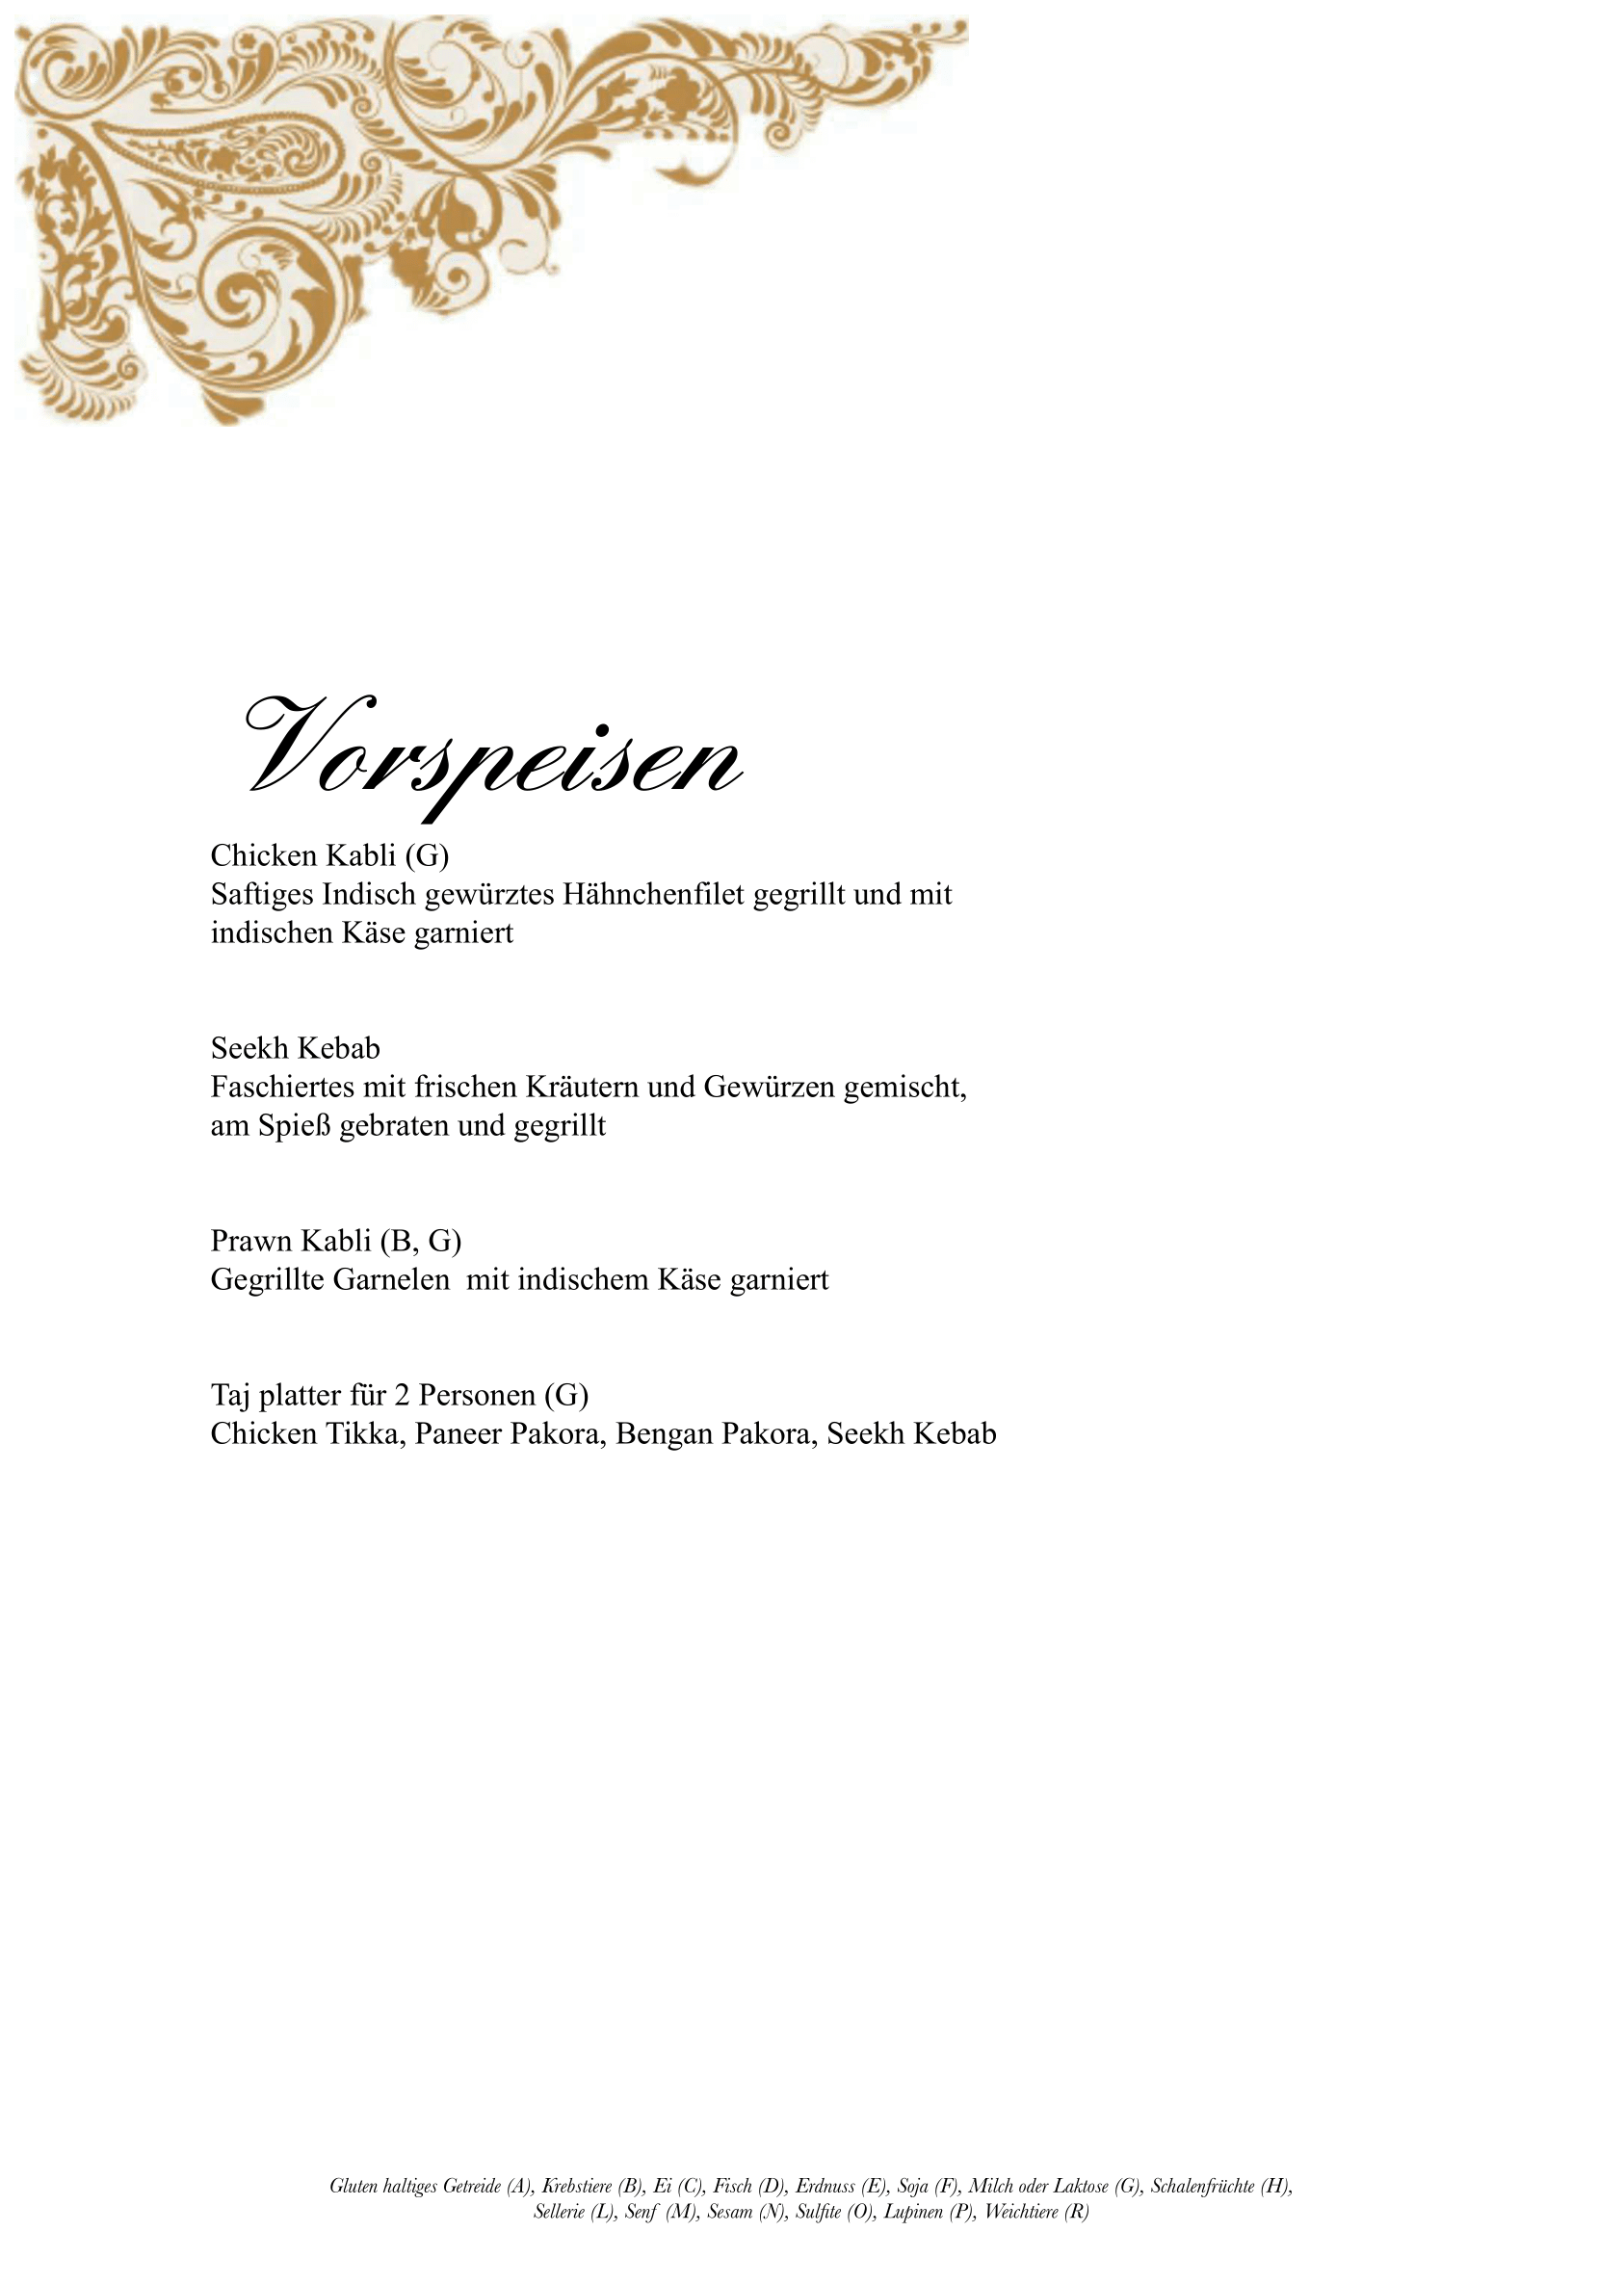 Vorspeisen
Chicken Kabli (G)
Saftiges Indisch gewürztes Hähnchenfilet gegrillt und mit
indischen Käse garniert
Seekh Kebab
Faschiertes mit frischen Kräutern und Gewürzen gemischt,
am Spieß gebraten und gegrillt
Prawn Kabli (B, G)
Gegrillte Garnelen  mit indischem Käse garniert
Taj platter für 2 Personen (G)
Chicken Tikka, Paneer Pakora, Bengan Pakora, Seekh Kebab
Gluten haltiges Getreide (A), Krebstiere (B), Ei (C), Fisch (D), Erdnuss (E), Soja (F), Milch oder Laktose (G), Schalenfrüchte (H),
Sellerie (L), Senf (M), Sesam (N), Sulfite (O), Lupinen (P), Weichtiere (R)